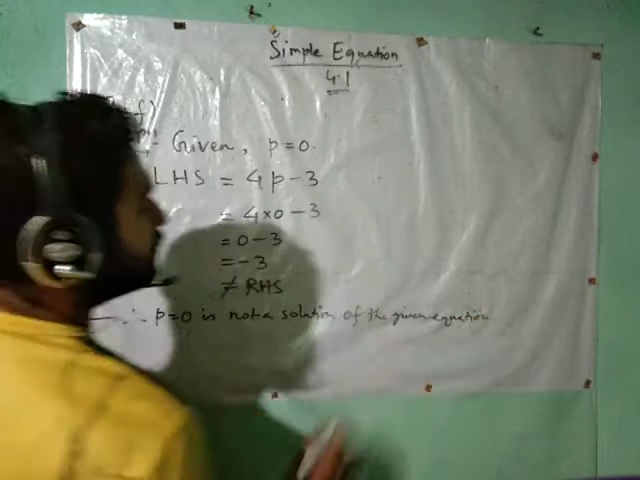 Simple Equation
4.1
f)
Given, p=0.
LHS = 4p-3
= 4×0-3
= 0-3
= -3
≠ RHS
∴ p=0 is not a solution of the given equation